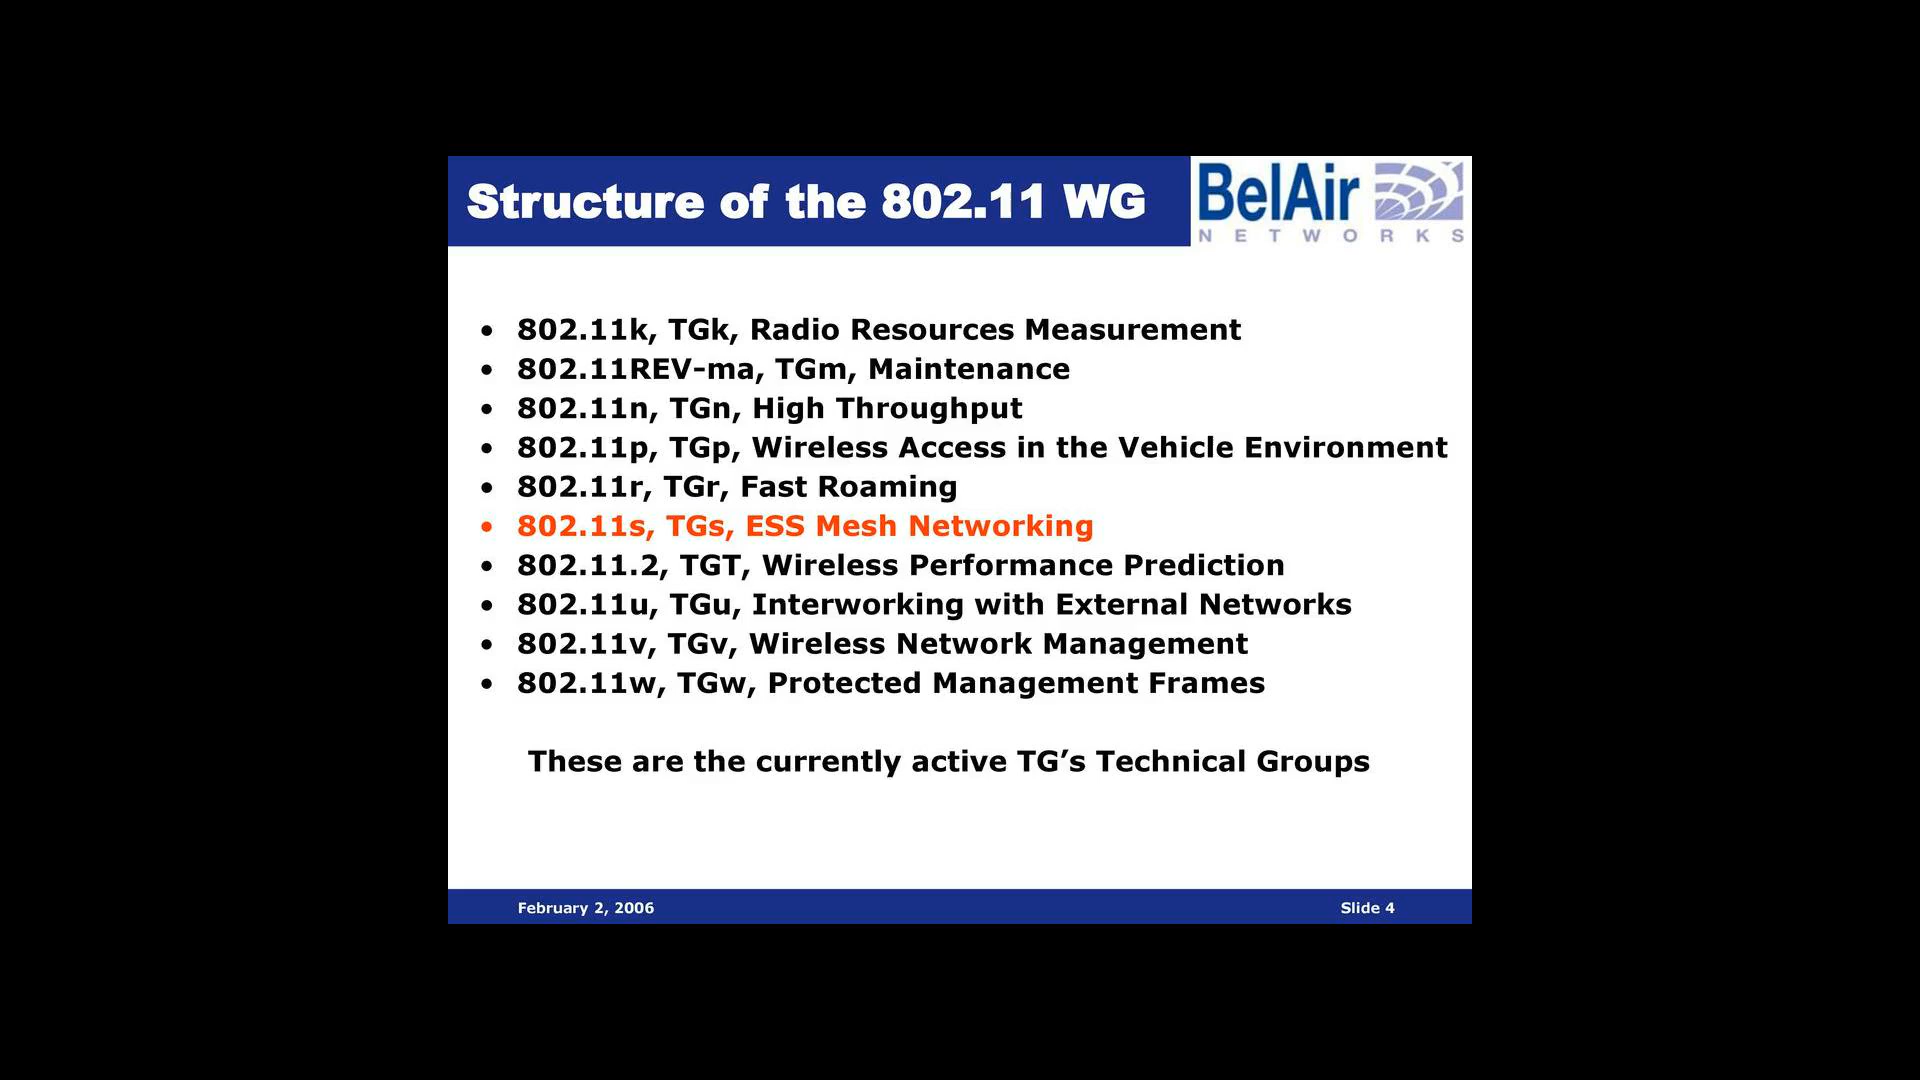 Structure of the 802.11 WG
BelAir
NETWORKS
• 802.11k, TGk, Radio Resources Measurement
• 802.11REV-ma, TGm, Maintenance
• 802.11n, TGn, High Throughput
• 802.11p, TGp, Wireless Access in the Vehicle Environment
• 802.11r, TGr, Fast Roaming
• 802.11s, TGs, ESS Mesh Networking
• 802.11.2, TGT, Wireless Performance Prediction
• 802.11u, TGu, Interworking with External Networks
• 802.11v, TGv, Wireless Network Management
• 802.11w, TGw, Protected Management Frames
These are the currently active TG’s Technical Groups
February 2, 2006
Slide 4